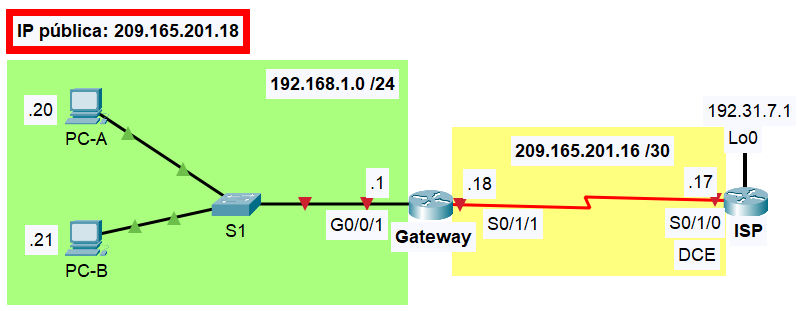 IP pública: 209.165.201.18
192.168.1.0 /24
.20
PC-A
192.31.7.1
Lo0
209.165.201.16 /30
.1
.18
.17
S1
G0/0/1
Gateway
S0/1/1
S0/1/0
ISP
.21
PC-B
DCE